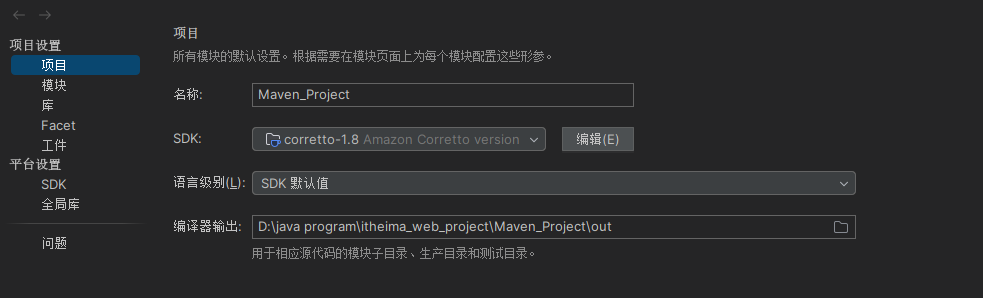 项目设置
项目
模块
库
Facet
工件
平台设置
SDK
全局库
问题
项目
所有模块的默认设置。根据需要在模块页面上为每个模块配置这些形参。
名称: Maven_Project
SDK: corretto-1.8 Amazon Corretto version 编辑(E)
语言级别(L): SDK 默认值
编译器输出: D:\java program\itheima_web_project\Maven_Project\out
用于相应源代码的模块子目录、生产目录和测试目录。